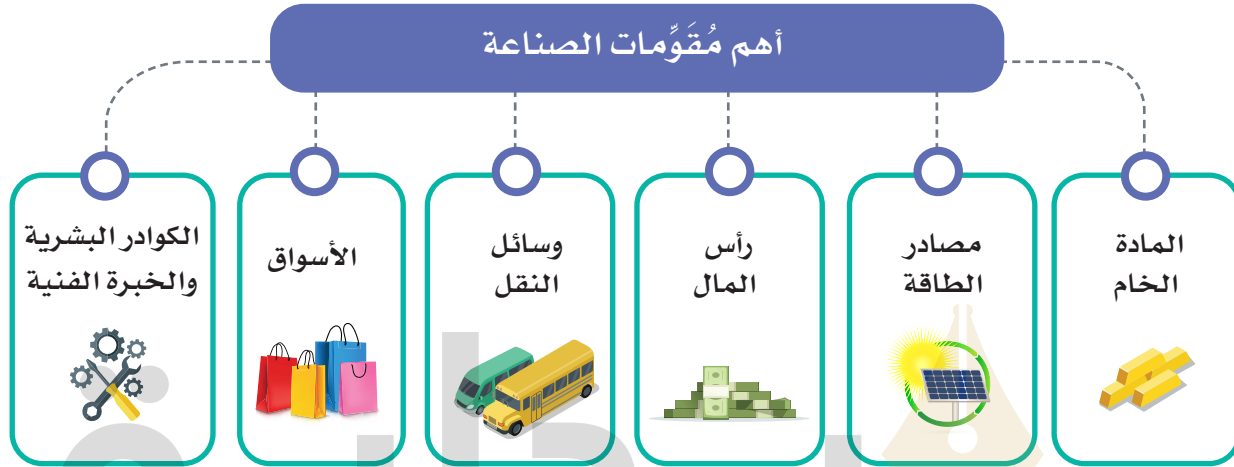 أهم مُقَوِّمات الصناعة
المادة
الخام
مصادر
الطاقة
رأس
المال
وسائل
النقل
الأسواق
الكوادر البشرية
والخبرة الفنية